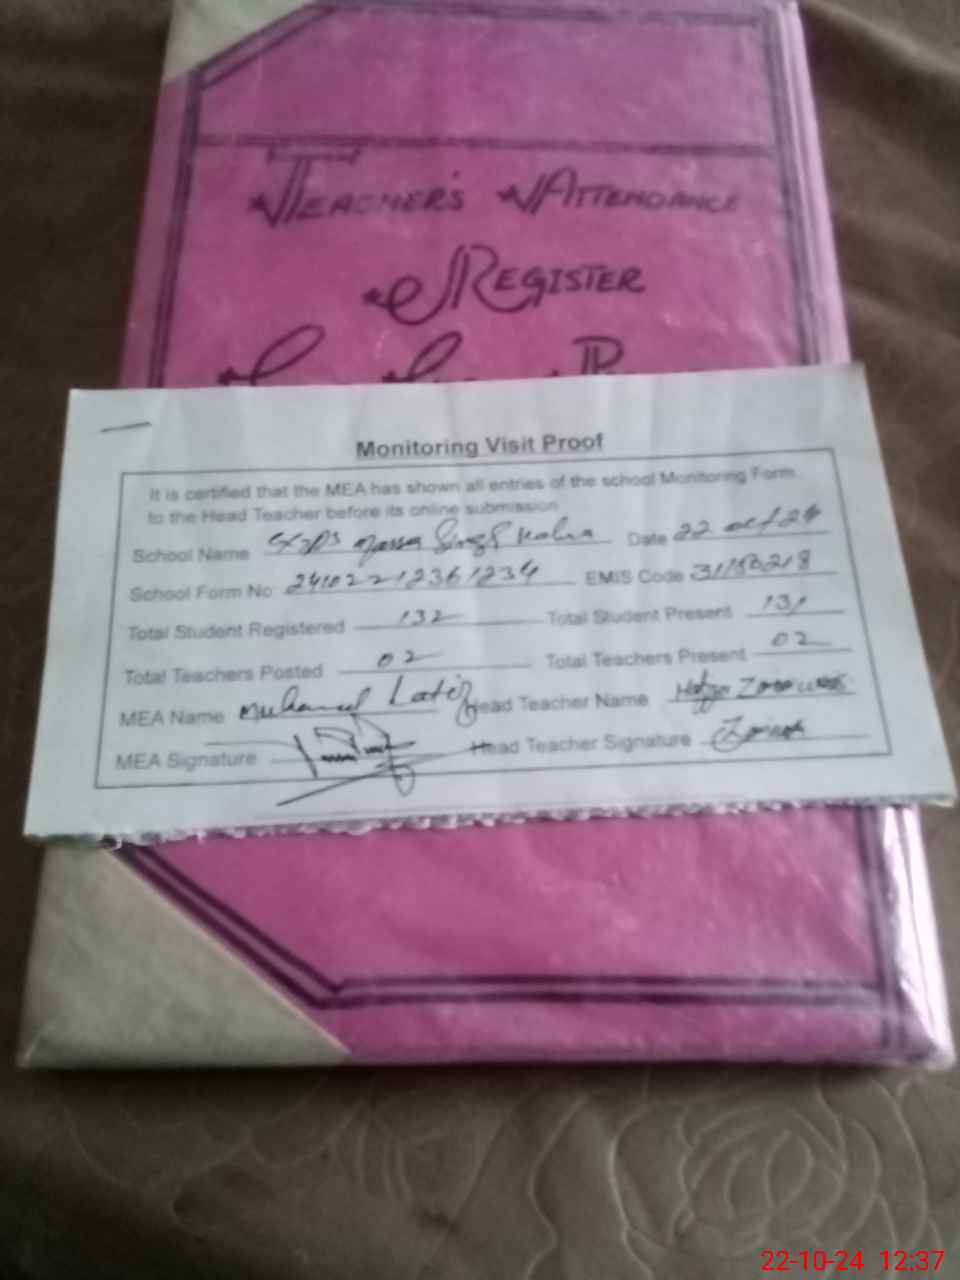 TEACHER'S ATTENDANCE
REGISTER
Monitoring Visit Proof
It is certified that the MEA has shown all entries of the school Monitoring Form
to the Head Teacher before its online submission
School Name Singh Date 22 oct 24
School Form No 24102212361234 EMIS Code 31150218
Total Student Registered 132 Total Student Present 131
Total Teachers Posted 02 Total Teachers Present 02
MEA Name Muhammad Latif Head Teacher Name
MEA Signature Head Teacher Signature
22-10-24 12:37